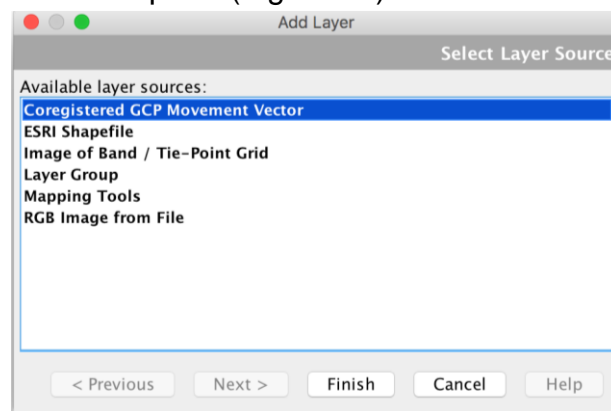 Add Layer
Select Layer Source
Available layer sources:
Coregistered GCP Movement Vector
ESRI Shapefile
Image of Band / Tie-Point Grid
Layer Group
Mapping Tools
RGB Image from File
< Previous Next > Finish Cancel Help